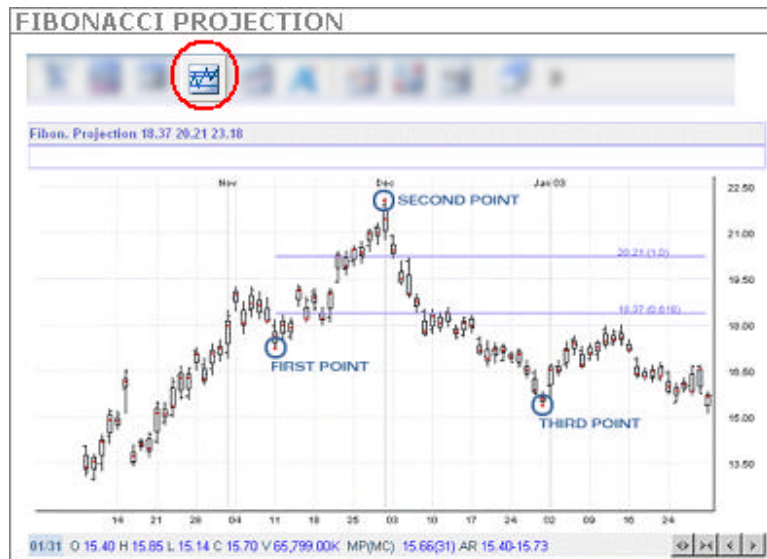 FIBONACCI PROJECTION
A
Fibon. Projection 18.37 20.21 23.18
Nov Dec Jan'03
22.50
SECOND POINT
21.00
20.21 (1.0)
19.50
18.37 (0.618)
18.00
FIRST POINT
16.50
15.00
THIRD POINT
13.50
14 21 28 04 11 18 25 03 10 17 24 02 09 16 24
01/31 O 15.40 H 15.85 L 15.14 C 15.70 V 65,799.00K MP(MC) 15.66(31) AR 15.40-15.73